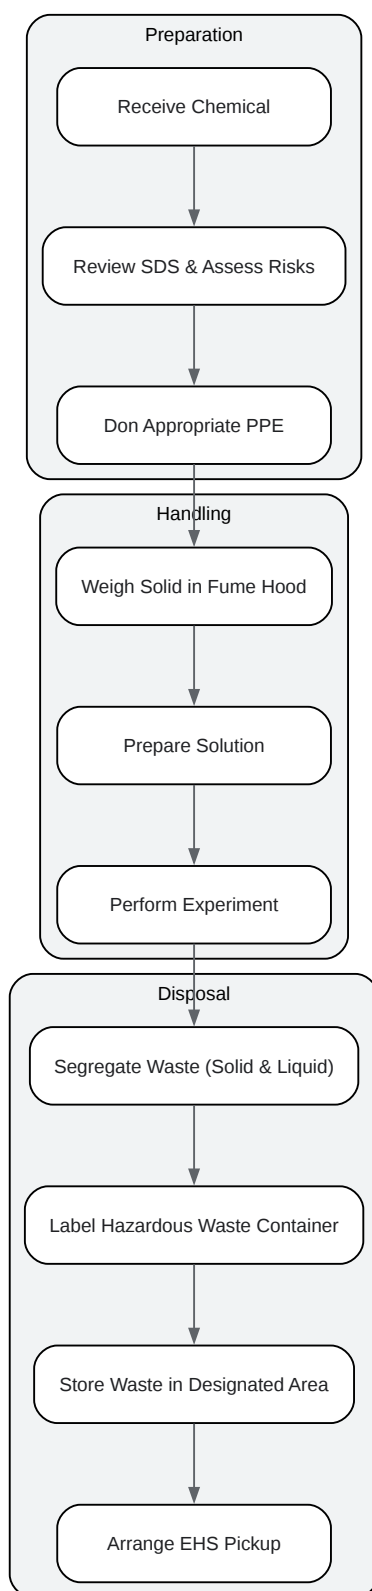 Preparation
Receive Chemical
Review SDS & Assess Risks
Don Appropriate PPE
Handling
Weigh Solid in Fume Hood
Prepare Solution
Perform Experiment
Disposal
Segregate Waste (Solid & Liquid)
Label Hazardous Waste Container
Store Waste in Designated Area
Arrange EHS Pickup